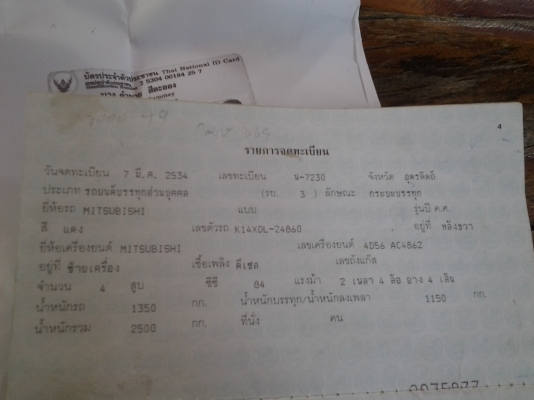 บัตรประจำตัวประชาชน Thai National ID Card
4
รายการจดทะเบียน
วันจดทะเบียน 7 มี.ค. 2534 เลขทะเบียน น-7230 จังหวัด อุตรดิตถ์
ประเภท รถยนต์บรรทุกส่วนบุคคล (รย. 3 ) ลักษณะ กระบะบรรทุก
ยี่ห้อรถ MITSUBISHI แบบ รุ่นปี ค.ศ.
สี แดง เลขตัวรถ K14XDL-24860 อยู่ที่ หลังขวา
ยี่ห้อเครื่องยนต์ MITSUBISHI เลขเครื่องยนต์ 4D56 AC4862
อยู่ที่ ซ้ายเครื่อง เชื้อเพลิง ดีเซล เลขถังแก๊ส
จำนวน 4 สูบ ซีซี 84 แรงม้า 2 เพลา 4 ล้อ ยาง 4 เส้น
น้ำหนักรถ 1350 กก. น้ำหนักบรรทุก/น้ำหนักลงเพลา 1150 กก.
น้ำหนักรวม 2500 กก. ที่นั่ง คน